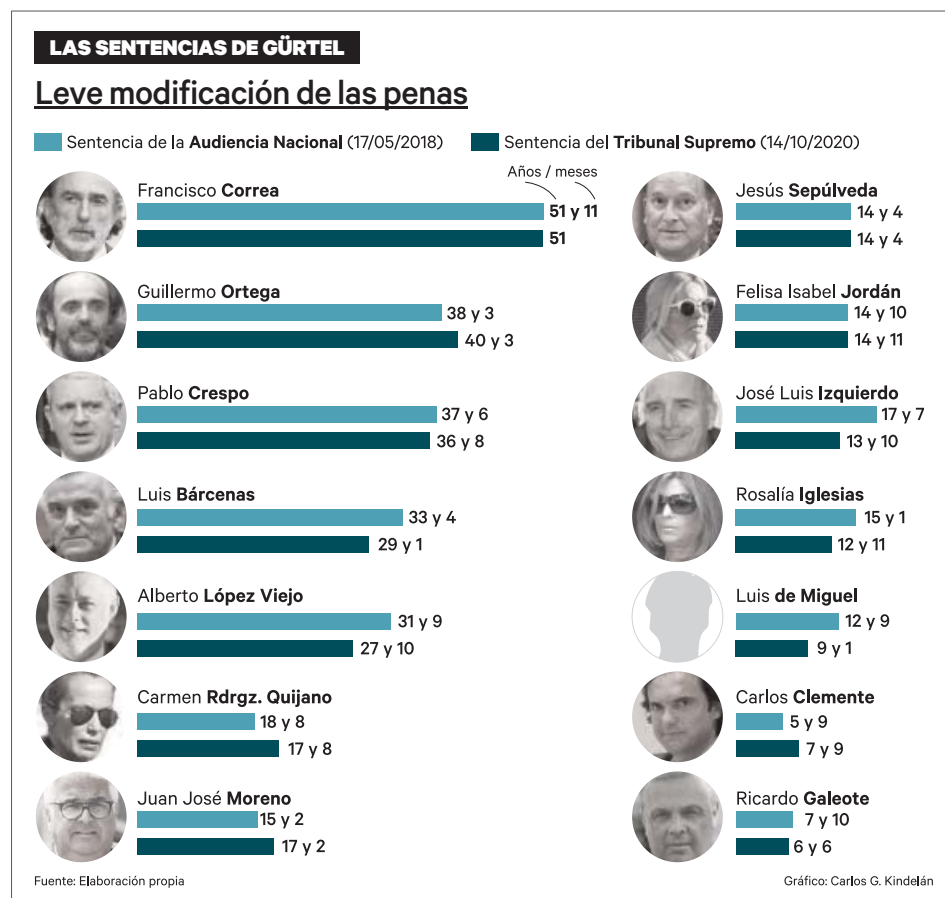 LAS SENTENCIAS DE GÜRTEL
Leve modificación de las penas
Sentencia de la Audiencia Nacional (17/05/2018)
Sentencia del Tribunal Supremo (14/10/2020)
Años / meses
Francisco Correa
51 y 11
51
Guillermo Ortega
38 y 3
40 y 3
Pablo Crespo
37 y 6
36 y 8
Luis Bárcenas
33 y 4
29 y 1
Alberto López Viejo
31 y 9
27 y 10
Carmen Rdrgz. Quijano
18 y 8
17 y 8
Juan José Moreno
15 y 2
17 y 2
Jesús Sepúlveda
14 y 4
14 y 4
Felisa Isabel Jordán
14 y 10
14 y 11
José Luis Izquierdo
17 y 7
13 y 10
Rosalía Iglesias
15 y 1
12 y 11
Luis de Miguel
12 y 9
9 y 1
Carlos Clemente
5 y 9
7 y 9
Ricardo Galeote
7 y 10
6 y 6
Fuente: Elaboración propia
Gráfico: Carlos G. Kindelán